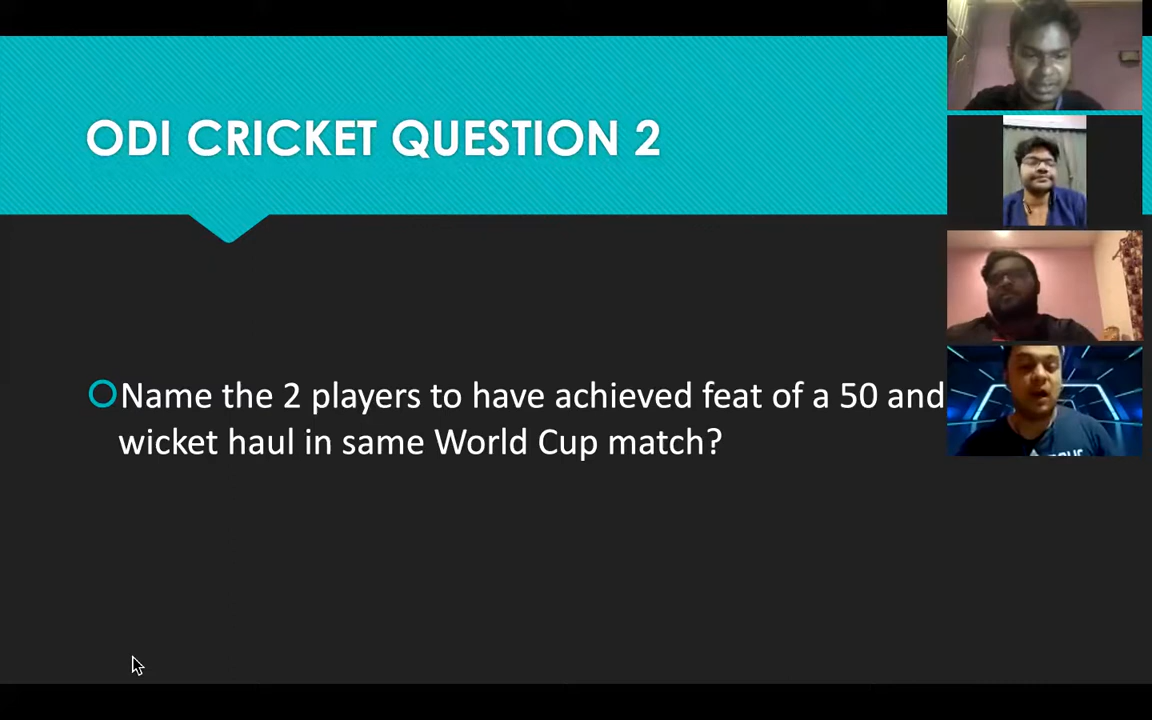 ODI CRICKET QUESTION 2
Name the 2 players to have achieved feat of a 50 and
wicket haul in same World Cup match?